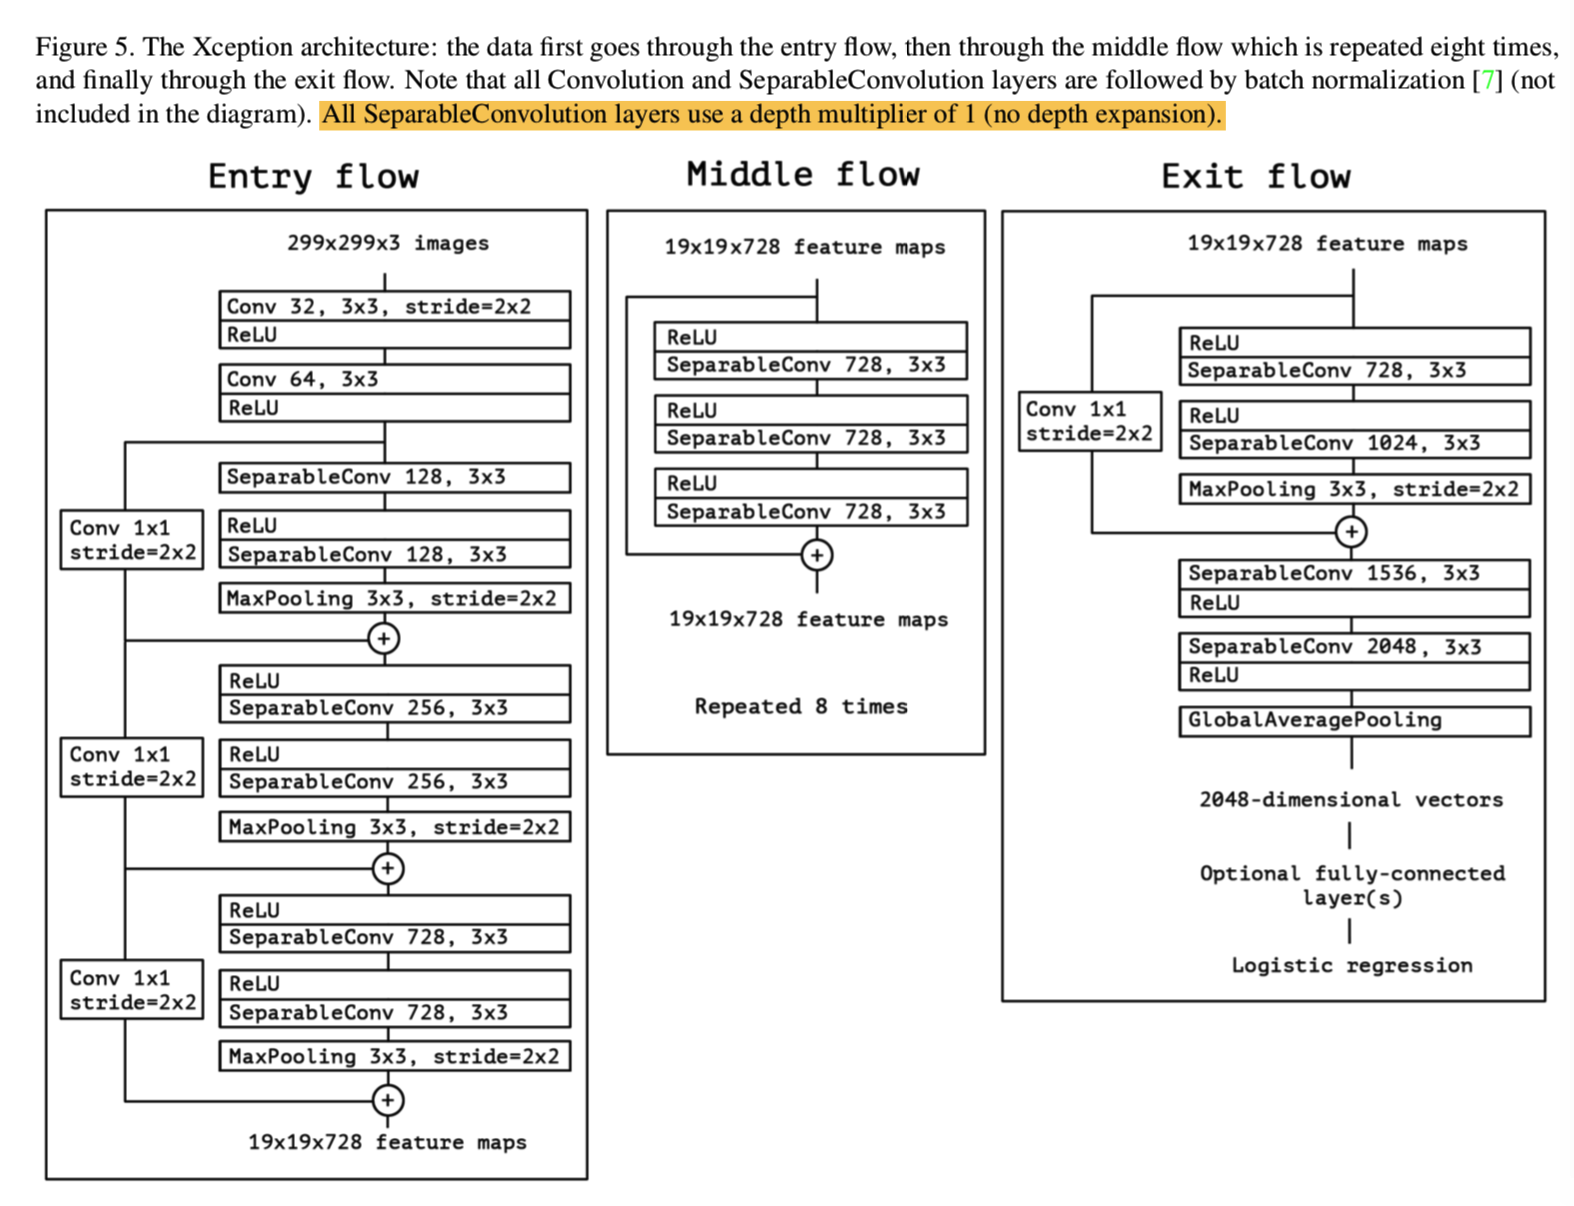 Figure 5. The Xception architecture: the data first goes through the entry flow, then through the middle flow which is repeated eight times,
and finally through the exit flow. Note that all Convolution and SeparableConvolution layers are followed by batch normalization [7] (not
included in the diagram). All SeparableConvolution layers use a depth multiplier of 1 (no depth expansion).
Entry flow
299x299x3 images
Conv 32, 3x3, stride=2x2
ReLU
Conv 64, 3x3
ReLU
SeparableConv 128, 3x3
Conv 1x1
stride=2x2
ReLU
SeparableConv 128, 3x3
MaxPooling 3x3, stride=2x2
+
ReLU
SeparableConv 256, 3x3
Conv 1x1
stride=2x2
ReLU
SeparableConv 256, 3x3
MaxPooling 3x3, stride=2x2
+
ReLU
SeparableConv 728, 3x3
Conv 1x1
stride=2x2
ReLU
SeparableConv 728, 3x3
MaxPooling 3x3, stride=2x2
+
19x19x728 feature maps
Middle flow
19x19x728 feature maps
ReLU
SeparableConv 728, 3x3
ReLU
SeparableConv 728, 3x3
ReLU
SeparableConv 728, 3x3
+
19x19x728 feature maps
Repeated 8 times
Exit flow
19x19x728 feature maps
ReLU
SeparableConv 728, 3x3
Conv 1x1
stride=2x2
ReLU
SeparableConv 1024, 3x3
MaxPooling 3x3, stride=2x2
+
SeparableConv 1536, 3x3
ReLU
SeparableConv 2048, 3x3
ReLU
GlobalAveragePooling
2048-dimensional vectors
Optional fully-connected
layer(s)
Logistic regression